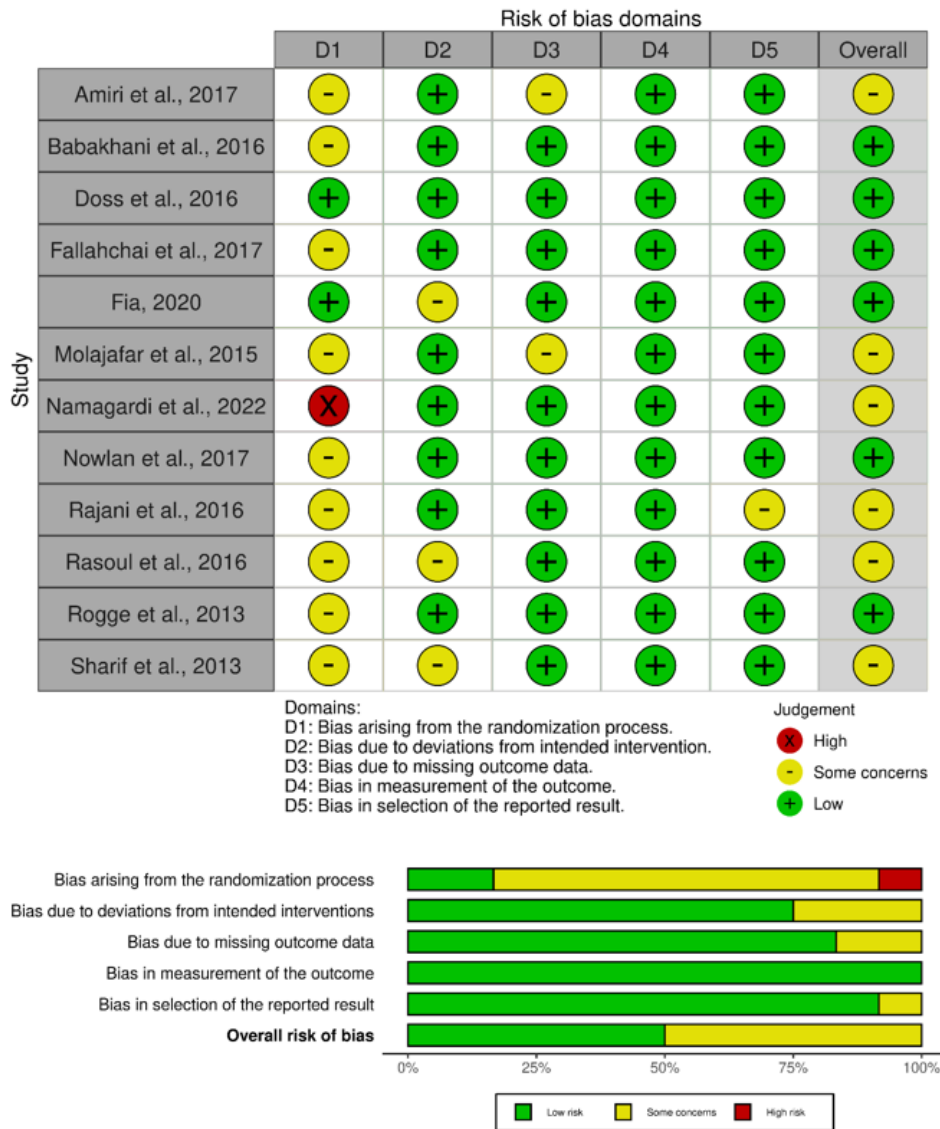 Risk of bias domains
D1 D2 D3 D4 D5 Overall
Study
Amiri et al., 2017 - + - + + -
Babakhani et al., 2016 - + + + + +
Doss et al., 2016 + + + + + +
Fallahchai et al., 2017 - + + + + +
Fia, 2020 + - + + + +
Molajafar et al., 2015 - + - + + -
Namagardi et al., 2022 X + + + + -
Nowlan et al., 2017 - + + + + +
Rajani et al., 2016 - + + + - -
Rasoul et al., 2016 - - + + + -
Rogge et al., 2013 - + + + + +
Sharif et al., 2013 - - + + + -
Domains:
D1: Bias arising from the randomization process.
D2: Bias due to deviations from intended intervention.
D3: Bias due to missing outcome data.
D4: Bias in measurement of the outcome.
D5: Bias in selection of the reported result.
Judgement
X High
- Some concerns
+ Low
Bias arising from the randomization process
Bias due to deviations from intended interventions
Bias due to missing outcome data
Bias in measurement of the outcome
Bias in selection of the reported result
Overall risk of bias
0% 25% 50% 75% 100%
Low risk Some concerns High risk